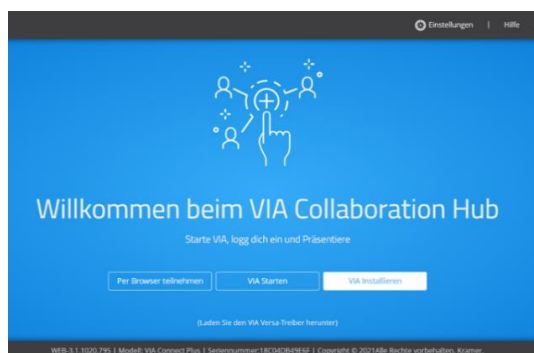 Einstellungen | Hilfe
Willkommen beim VIA Collaboration Hub
Starte VIA, logg dich ein und Präsentiere
Per Browser teilnehmen VIA Starten VIA Installieren
(Laden Sie den VIA Versa-Treiber herunter)
WEB-3.1.1020.795 | Modell: VIA Connect Plus | Seriennummer:18C04DB49E6F | Copyright © 2021Alle Rechte vorbehalten. Kramer